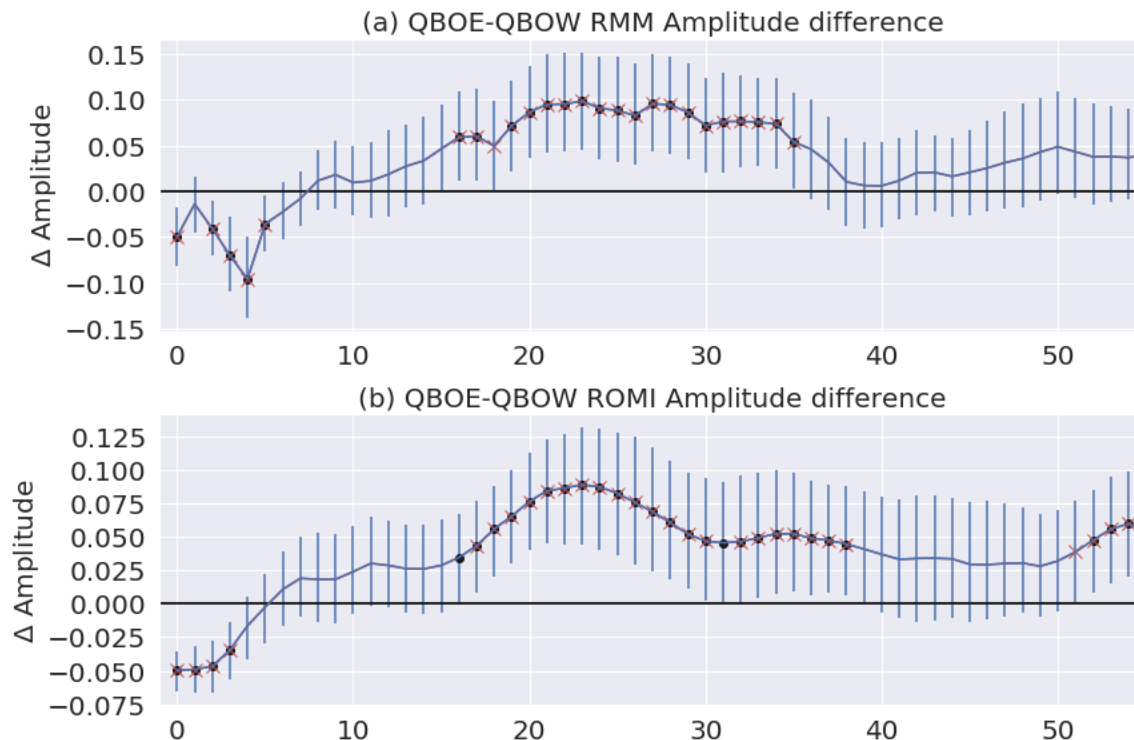 (a) QBOE-QBOW RMM Amplitude difference
Δ Amplitude
0.15
0.10
0.05
0.00
−0.05
−0.10
−0.15
0 10 20 30 40 50
(b) QBOE-QBOW ROMI Amplitude difference
Δ Amplitude
0.125
0.100
0.075
0.050
0.025
0.000
−0.025
−0.050
−0.075
0 10 20 30 40 50